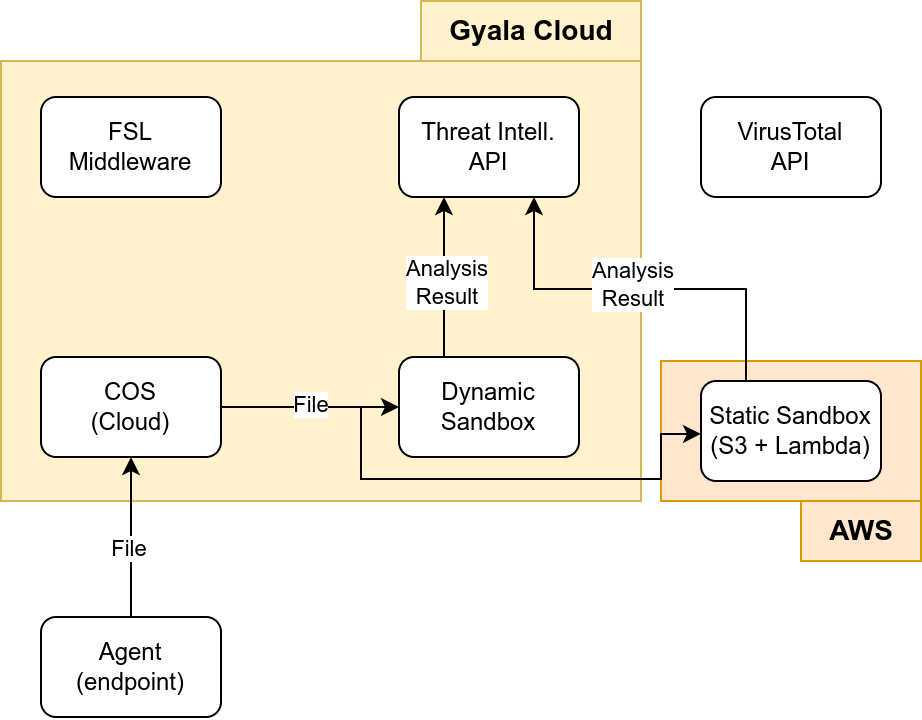 Gyala Cloud
FSL
Middleware
Threat Intell.
API
VirusTotal
API
Analysis
Result
Analysis
Result
COS
(Cloud)
File
Dynamic
Sandbox
Static Sandbox
(S3 + Lambda)
AWS
File
Agent
(endpoint)